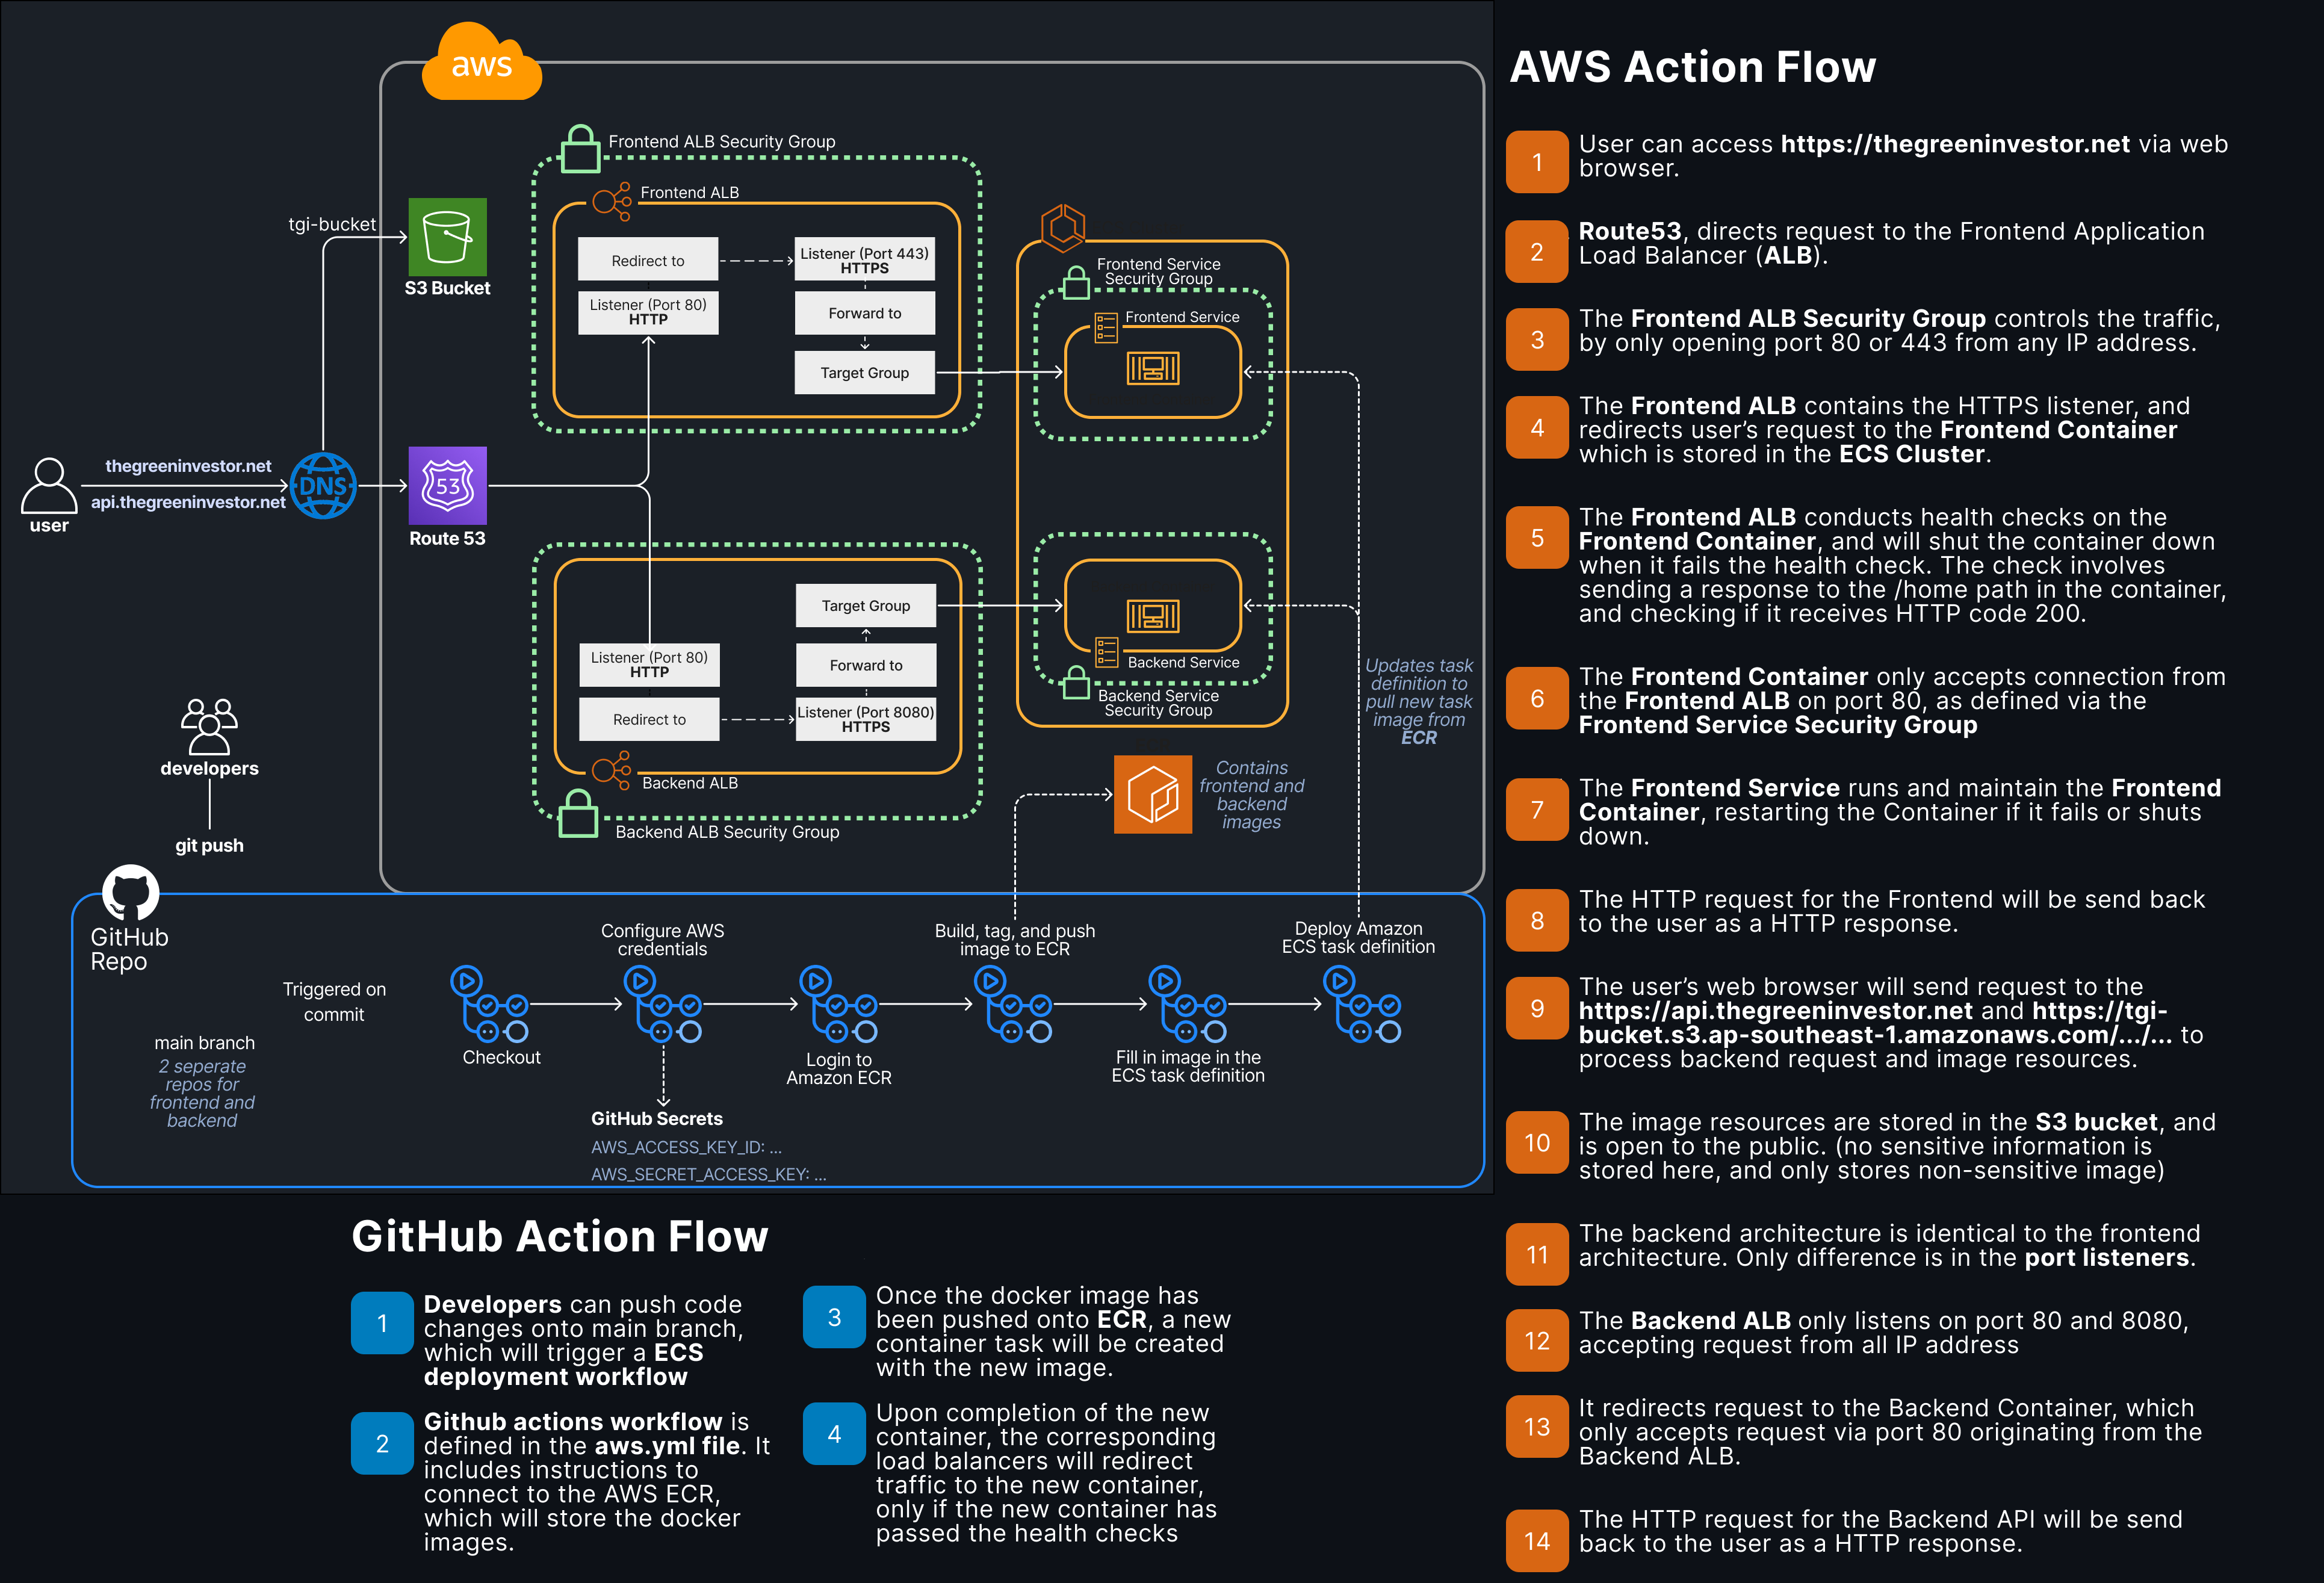 aws
Frontend ALB Security Group
Frontend ALB
Redirect to
Listener (Port 443)
HTTPS
Listener (Port 80)
HTTP
Forward to
Target Group
tgi-bucket
S3 Bucket
Frontend Service
Security Group
Frontend Service
thegreeninvestor.net
api.thegreeninvestor.net
user
DNS
53
Route 53
Target Group
Listener (Port 80)
HTTP
Forward to
Redirect to
Listener (Port 8080)
HTTPS
Backend ALB
Backend ALB Security Group
Backend Service
Backend Service
Security Group
Updates task
definition to
pull new task
image from
ECR
Contains
frontend and
backend
images
developers
git push
GitHub
Repo
Triggered on
commit
main branch
2 seperate
repos for
frontend and
backend
Checkout
Configure AWS
credentials
GitHub Secrets
AWS_ACCESS_KEY_ID: ...
AWS_SECRET_ACCESS_KEY: ...
Login to
Amazon ECR
Build, tag, and push
image to ECR
Fill in image in the
ECS task definition
Deploy Amazon
ECS task definition
AWS Action Flow
1
User can access https://thegreeninvestor.net via web
browser.
2
Route53, directs request to the Frontend Application
Load Balancer (ALB).
3
The Frontend ALB Security Group controls the traffic,
by only opening port 80 or 443 from any IP address.
4
The Frontend ALB contains the HTTPS listener, and
redirects user's request to the Frontend Container
which is stored in the ECS Cluster.
5
The Frontend ALB conducts health checks on the
Frontend Container, and will shut the container down
when it fails the health check. The check involves
sending a response to the /home path in the container,
and checking if it receives HTTP code 200.
6
The Frontend Container only accepts connection from
the Frontend ALB on port 80, as defined via the
Frontend Service Security Group
7
The Frontend Service runs and maintain the Frontend
Container, restarting the Container if it fails or shuts
down.
8
The HTTP request for the Frontend will be send back
to the user as a HTTP response.
9
The user's web browser will send request to the
https://api.thegreeninvestor.net and https://tgi-
bucket.s3.ap-southeast-1.amazonaws.com/.../... to
process backend request and image resources.
10
The image resources are stored in the S3 bucket, and
is open to the public. (no sensitive information is
stored here, and only stores non-sensitive image)
11
The backend architecture is identical to the frontend
architecture. Only difference is in the port listeners.
12
The Backend ALB only listens on port 80 and 8080,
accepting request from all IP address
13
It redirects request to the Backend Container, which
only accepts request via port 80 originating from the
Backend ALB.
14
The HTTP request for the Backend API will be send
back to the user as a HTTP response.
GitHub Action Flow
1
Developers can push code
changes onto main branch,
which will trigger a ECS
deployment workflow
2
Github actions workflow is
defined in the aws.yml file. It
includes instructions to
connect to the AWS ECR,
which will store the docker
images.
3
Once the docker image has
been pushed onto ECR, a new
container task will be created
with the new image.
4
Upon completion of the new
container, the corresponding
load balancers will redirect
traffic to the new container,
only if the new container has
passed the health checks